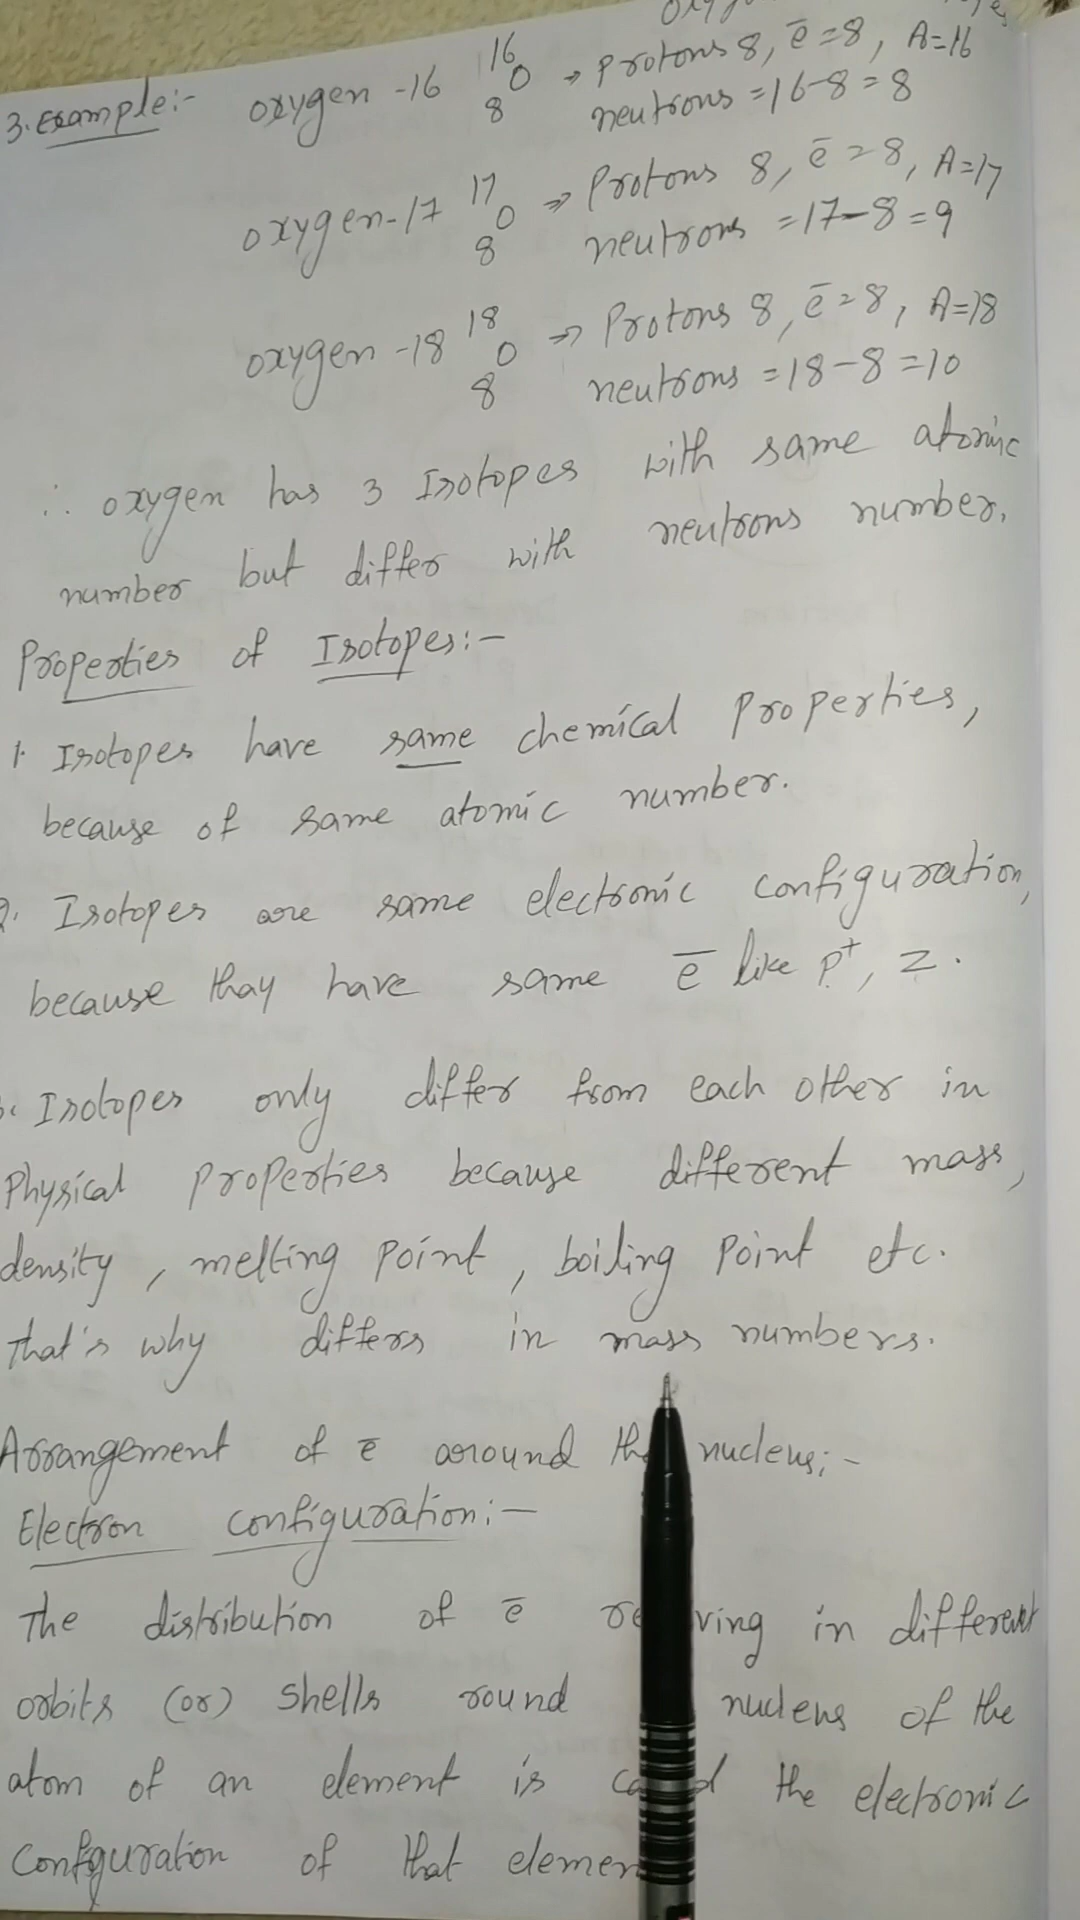 3. Example:- oxygen -16 16 8 O → protons 8, ē=8, A=16
neutrons =16-8=8
oxygen-17 17 8 O ⇒ Protons 8, ē=8, A=17
neutrons =17-8=9
oxygen-18 18 8 O ⇒ Protons 8, ē=8, A=18
neutrons =18-8=10
∴ oxygen has 3 Isotopes with same atomic
number but differ with neutrons number.
Properties of Isotopes:-
1. Isotopes have same chemical properties,
because of same atomic number.
2. Isotopes are same electronic configuration,
because thay have same ē like p+, z.
Isotopes only differ from each other in
Physical properties because different mass,
density, melting point, boiling point etc.
That's why differs in mass numbers.
Arrangement of ē around the nucleus;-
Electron configuration:-
The distribution of ē in different
orbits (or) shells round nucleus of the
atom of an element is the electronic
configuration of that